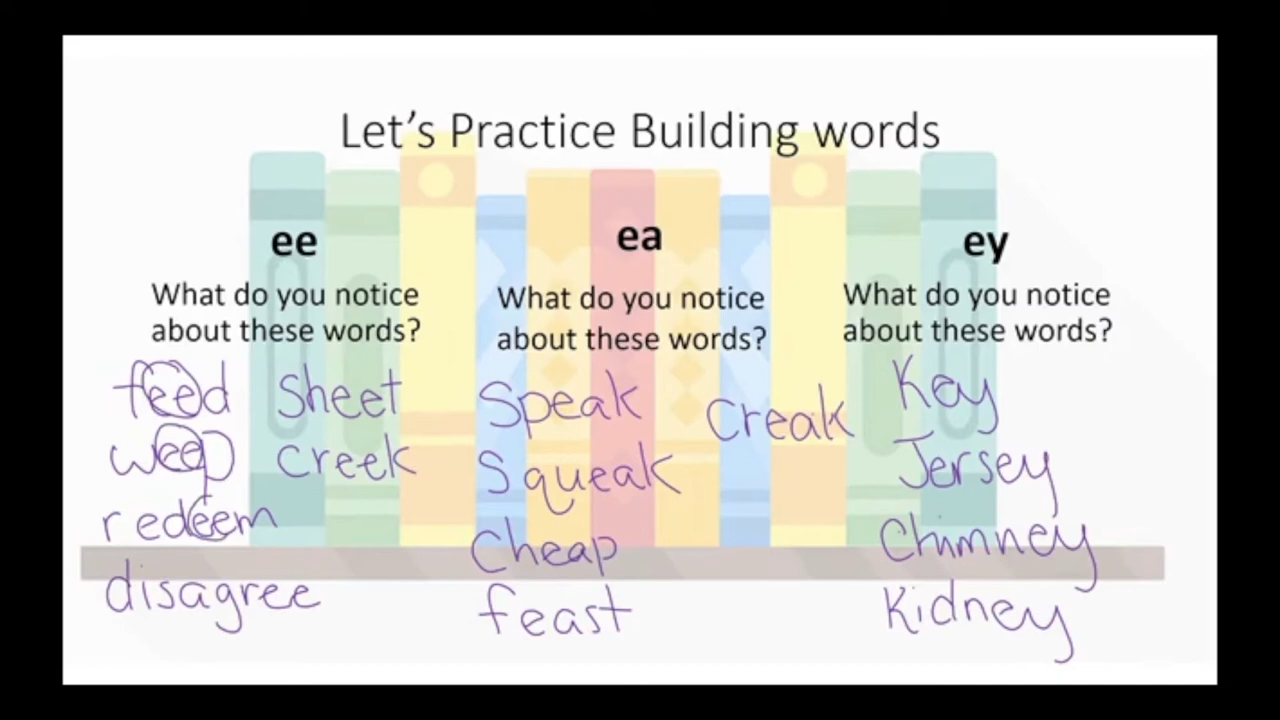 Let's Practice Building words
ee
What do you notice
about these words?
feed sheet
weep creek
redeem
disagree
ea
What do you notice
about these words?
Speak Creak
Squeak
Cheap
feast
ey
What do you notice
about these words?
Key
Jersey
Chimney
Kidney